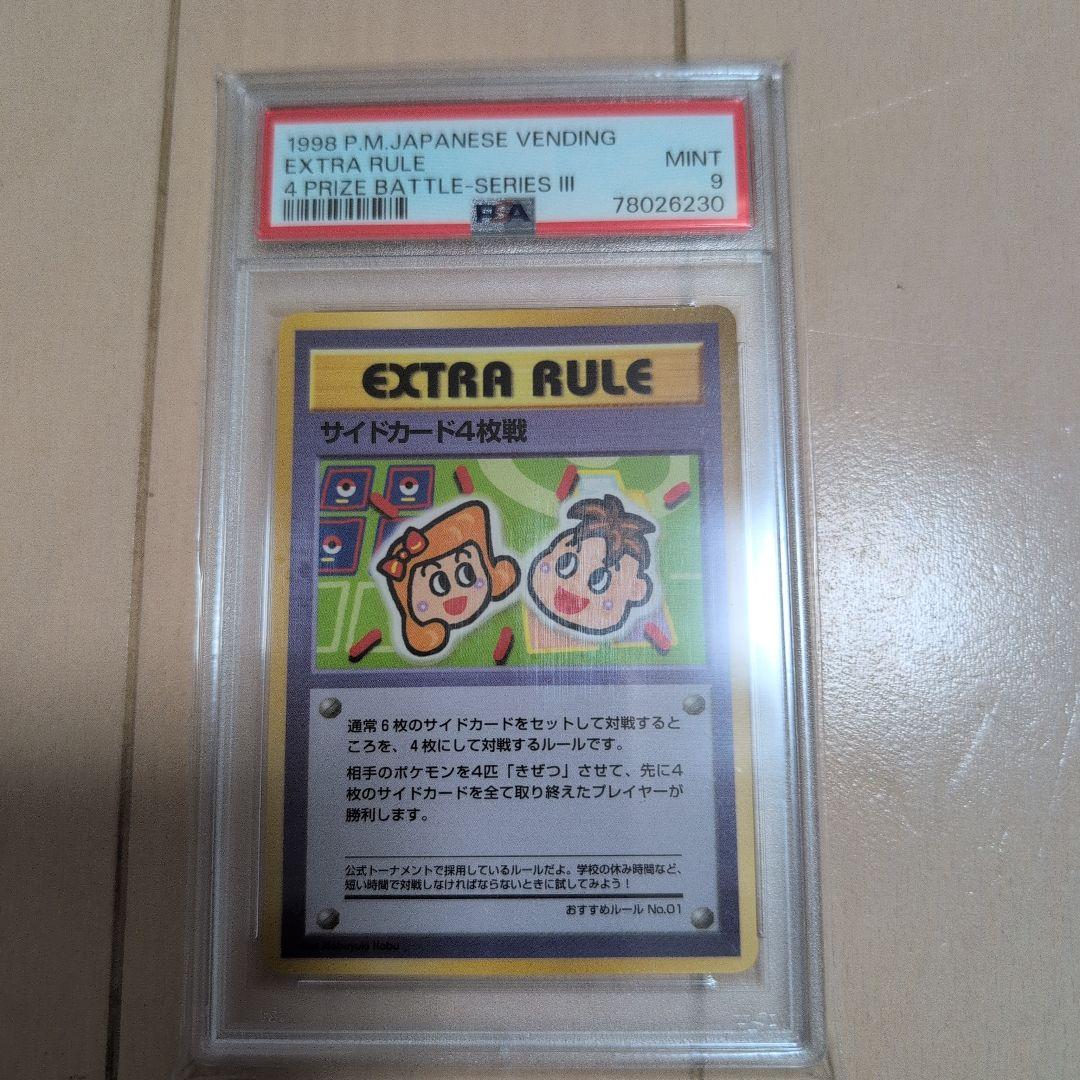 1998 P.M.JAPANESE VENDING
EXTRA RULE
MINT
4 PRIZE BATTLE-SERIES III
9
PSA
78026230
EXTRA RULE
サイドカード4枚戦
通常6枚のサイドカードをセットして対戦すると
ころを、4枚にして対戦するルールです。
相手のポケモンを4匹「きぜつ」させて、先に4
枚のサイドカードを全て取り終えたプレイヤーが
勝利します。
公式トーナメントで採用しているルールだよ。学校の休み時間など、
短い時間で対戦しなければならないときに試してみよう!
おすすめルール No.01